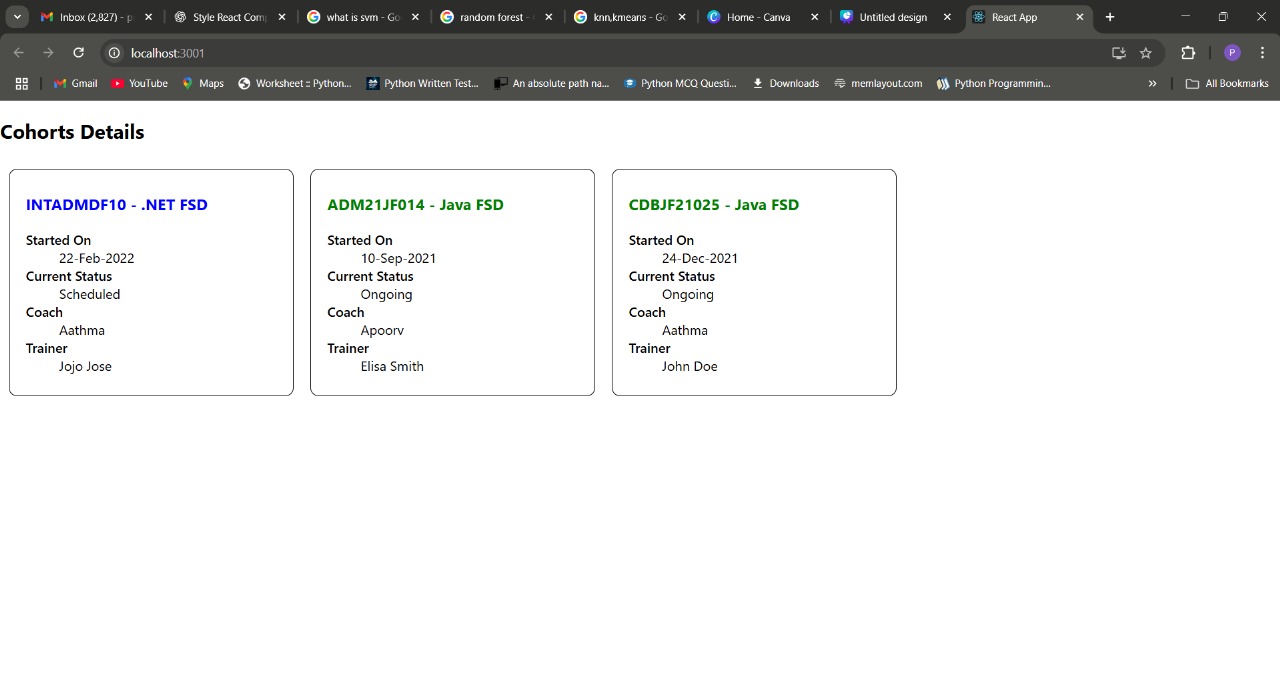 Inbox (2,827) - p
Style React Comp
what is svm - Go
random forest -
knn,kmeans - Go
Home - Canva
Untitled design
React App
localhost:3001
P
Gmail
YouTube
Maps
Worksheet :: Python...
Python Written Test...
An absolute path na...
Python MCQ Questi...
Downloads
memlayout.com
Python Programmin...
All Bookmarks
Cohorts Details
INTADMDF10 - .NET FSD
Started On
22-Feb-2022
Current Status
Scheduled
Coach
Aathma
Trainer
Jojo Jose
ADM21JF014 - Java FSD
Started On
10-Sep-2021
Current Status
Ongoing
Coach
Apoorv
Trainer
Elisa Smith
CDBJF21025 - Java FSD
Started On
24-Dec-2021
Current Status
Ongoing
Coach
Aathma
Trainer
John Doe